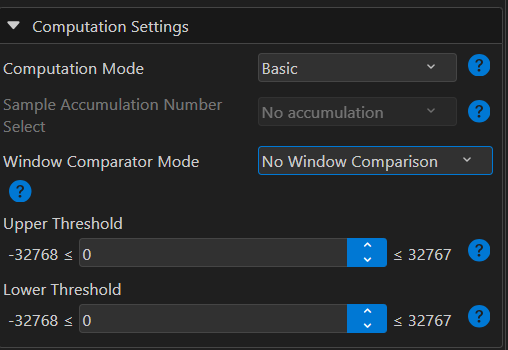 Computation Settings
Computation Mode Basic ?
Sample Accumulation Number
Select No accumulation ?
Window Comparator Mode No Window Comparison
?
Upper Threshold
-32768 ≤ 0 ≤ 32767 ?
Lower Threshold
-32768 ≤ 0 ≤ 32767 ?